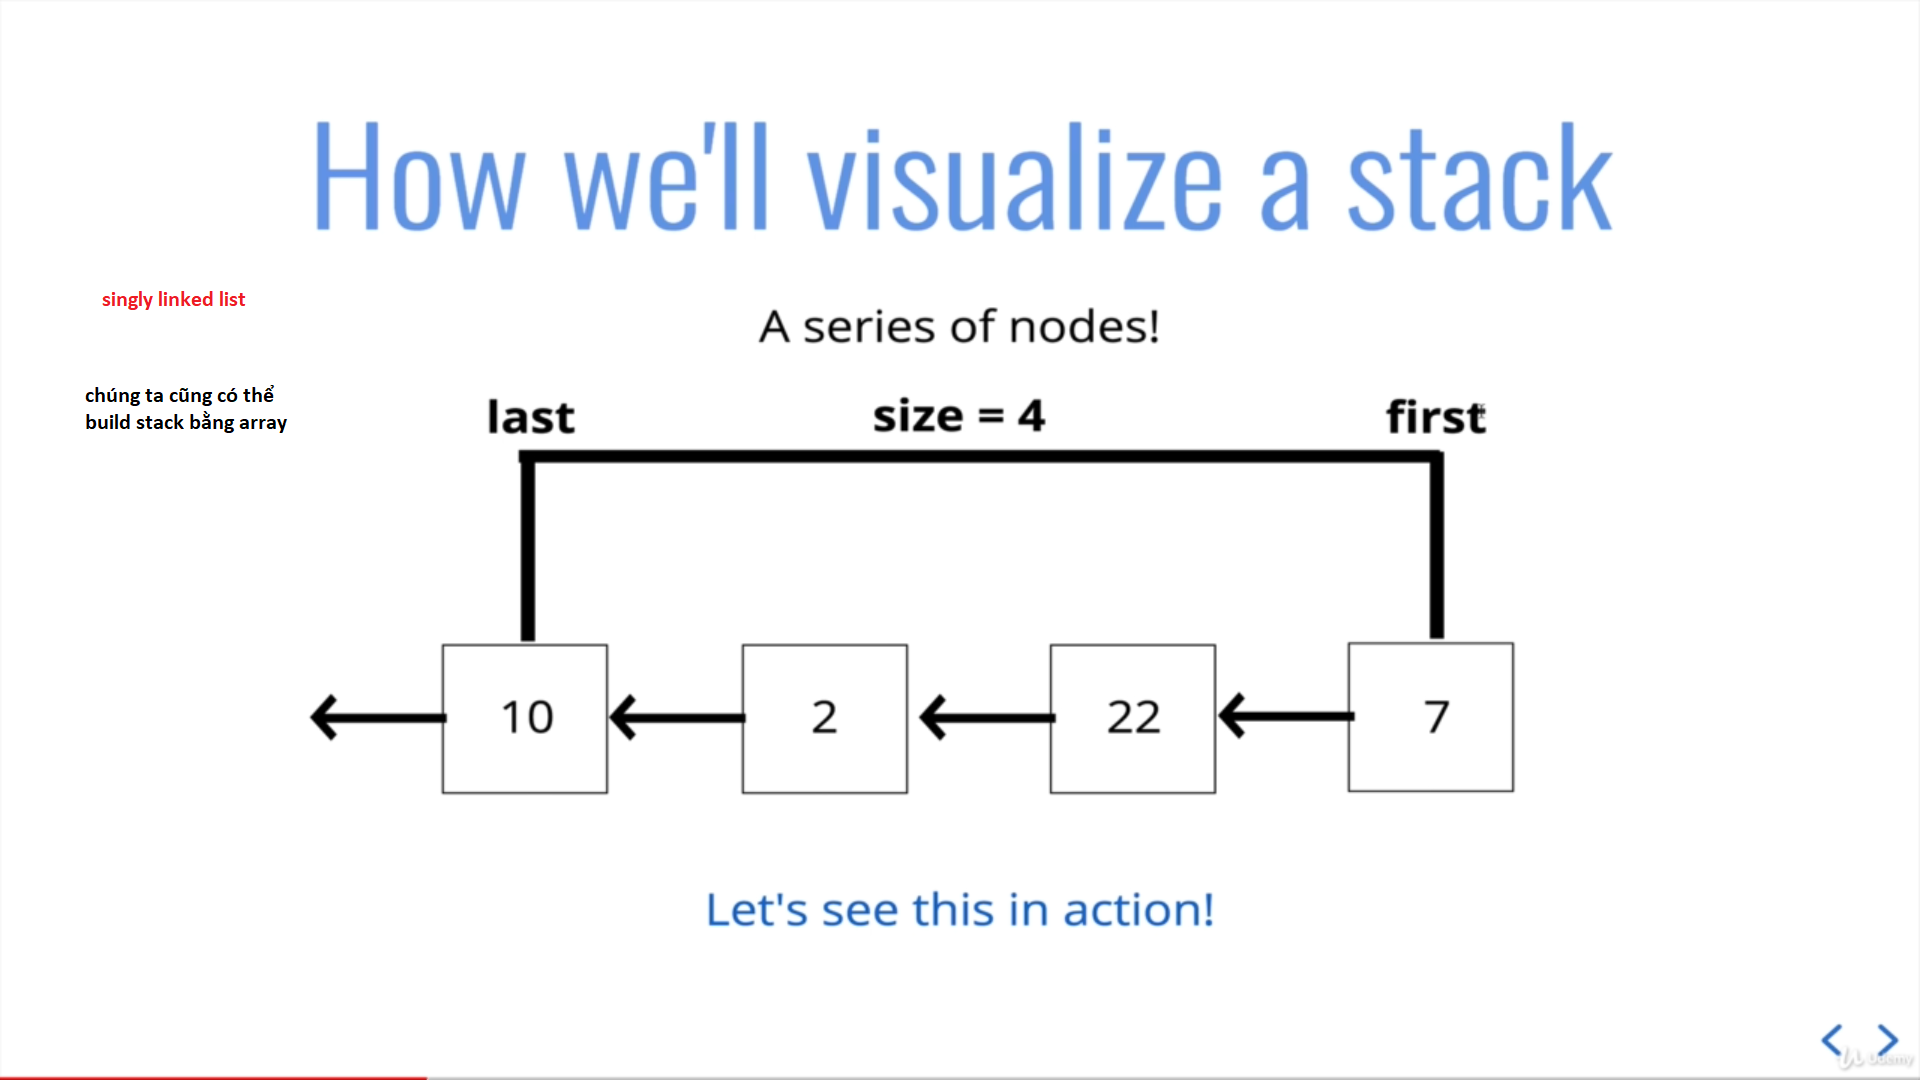 How we'll visualize a stack
singly linked list
A series of nodes!
chúng ta cũng có thể
build stack bằng array
last
size = 4
first
10
2
22
7
Let's see this in action!
Udemy